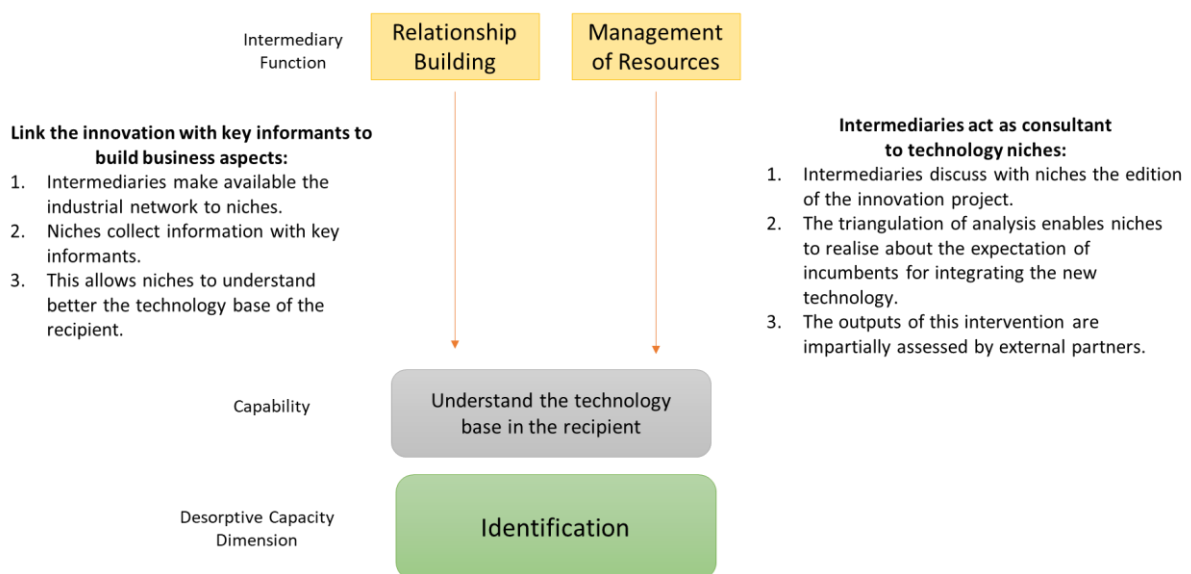 Intermediary
Function
Relationship
Building
Management
of Resources
Link the innovation with key informants to
build business aspects:
1. Intermediaries make available the
industrial network to niches.
2. Niches collect information with key
informants.
3. This allows niches to understand
better the technology base of the
recipient.
Intermediaries act as consultant
to technology niches:
1. Intermediaries discuss with niches the edition
of the innovation project.
2. The triangulation of analysis enables niches
to realise about the expectation of
incumbents for integrating the new
technology.
3. The outputs of this intervention are
impartially assessed by external partners.
Capability
Understand the technology
base in the recipient
Desorptive Capacity
Dimension
Identification